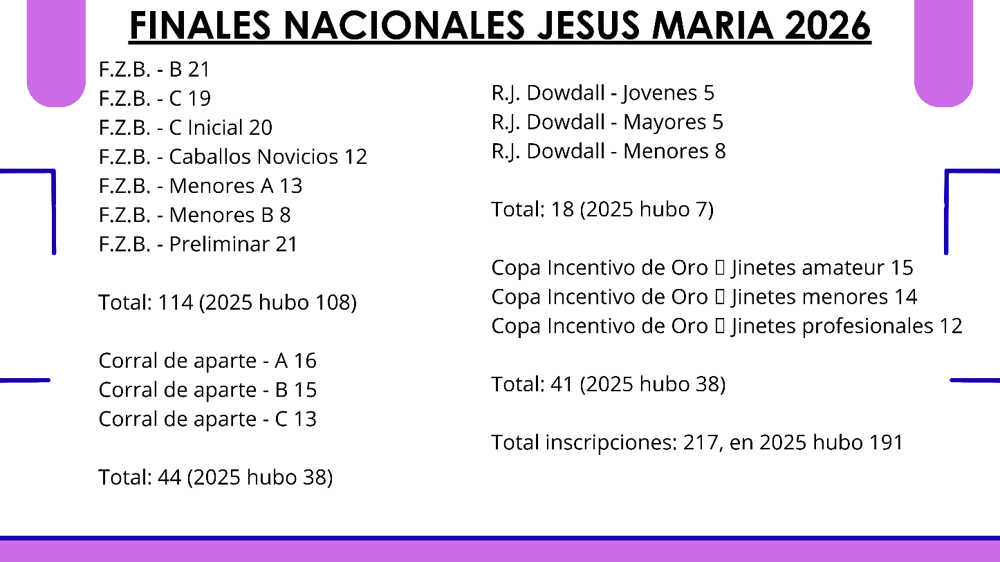 FINALES NACIONALES JESUS MARIA 2026
F.Z.B. - B 21
F.Z.B. - C 19
F.Z.B. - C Inicial 20
F.Z.B. - Caballos Novicios 12
F.Z.B. - Menores A 13
F.Z.B. - Menores B 8
F.Z.B. - Preliminar 21
Total: 114 (2025 hubo 108)
Corral de aparte - A 16
Corral de aparte - B 15
Corral de aparte - C 13
Total: 44 (2025 hubo 38)
R.J. Dowdall - Jovenes 5
R.J. Dowdall - Mayores 5
R.J. Dowdall - Menores 8
Total: 18 (2025 hubo 7)
Copa Incentivo de Oro  Jinetes amateur 15
Copa Incentivo de Oro  Jinetes menores 14
Copa Incentivo de Oro  Jinetes profesionales 12
Total: 41 (2025 hubo 38)
Total inscripciones: 217, en 2025 hubo 191